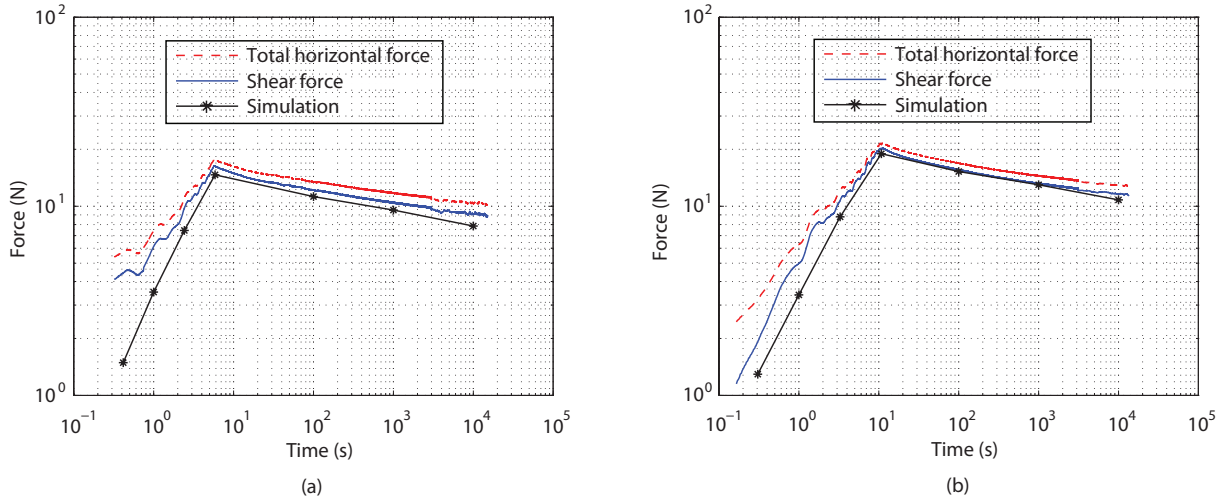 10²
Total horizontal force
Shear force
Simulation
10¹
10⁰
Force (N)
10⁻¹ 10⁰ 10¹ 10² 10³ 10⁴ 10⁵
Time (s)
(a)
10²
Total horizontal force
Shear force
Simulation
10¹
10⁰
Force (N)
10⁻¹ 10⁰ 10¹ 10² 10³ 10⁴ 10⁵
Time (s)
(b)